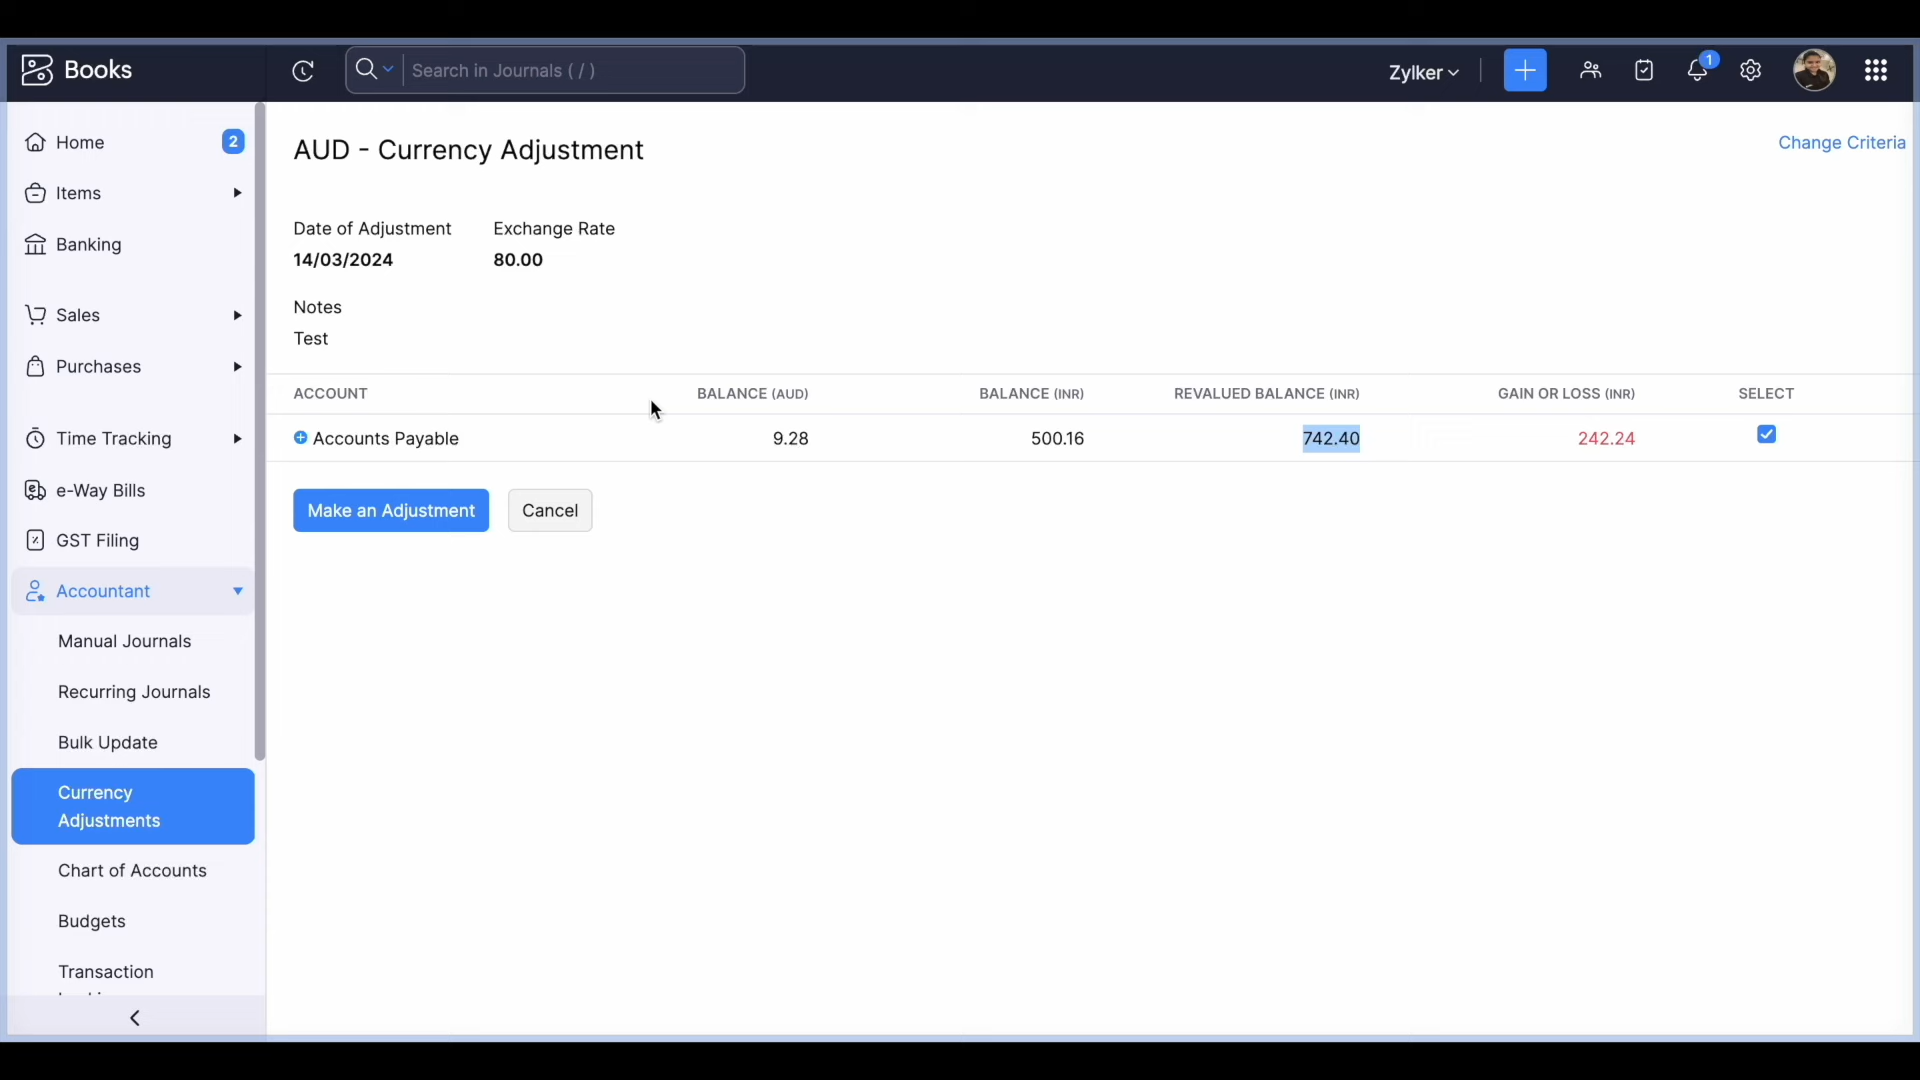 Books
Search in Journals ( / )
Zylker
1
Home
2
Items
Banking
Sales
Purchases
Time Tracking
e-Way Bills
GST Filing
Accountant
Manual Journals
Recurring Journals
Bulk Update
Currency
Adjustments
Chart of Accounts
Budgets
Transaction
AUD - Currency Adjustment
Change Criteria
Date of Adjustment Exchange Rate
14/03/2024 80.00
Notes
Test
ACCOUNT BALANCE (AUD) BALANCE (INR) REVALUED BALANCE (INR) GAIN OR LOSS (INR) SELECT
Accounts Payable 9.28 500.16 742.40 242.24
Make an Adjustment Cancel